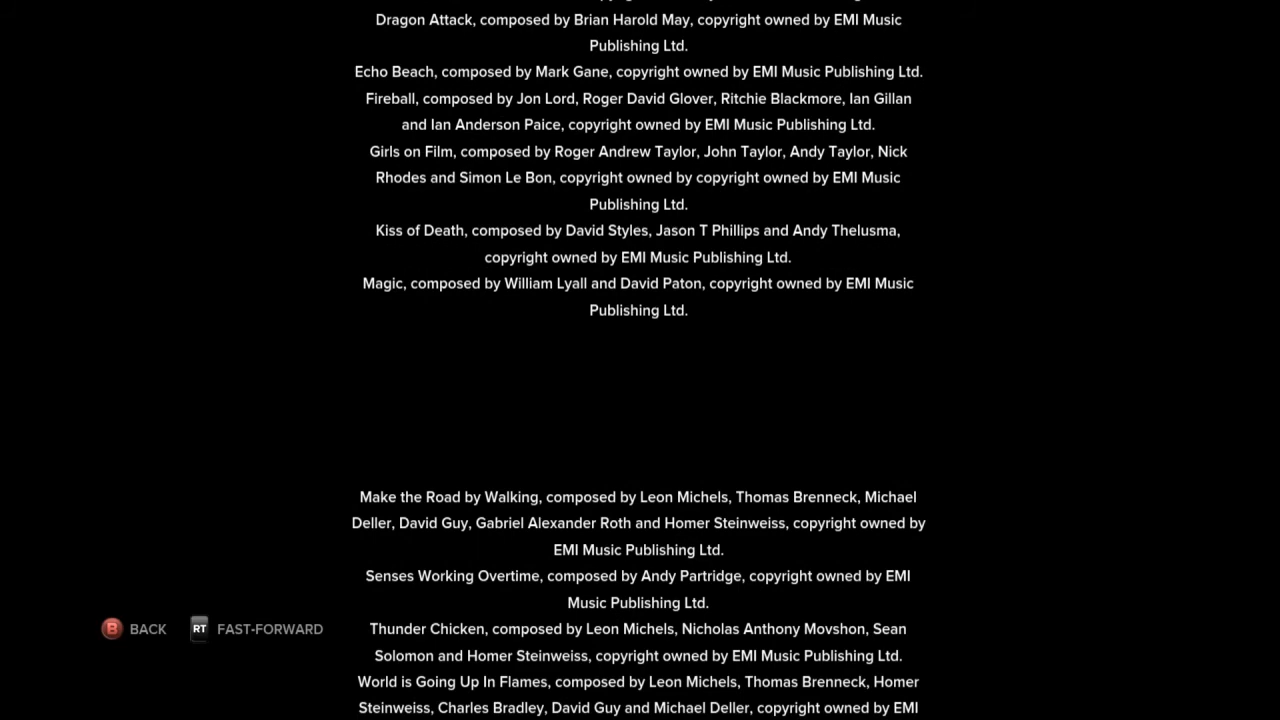 Dragon Attack, composed by Brian Harold May, copyright owned by EMI Music
Publishing Ltd.
Echo Beach, composed by Mark Gane, copyright owned by EMI Music Publishing Ltd.
Fireball, composed by Jon Lord, Roger David Glover, Ritchie Blackmore, Ian Gillan
and Ian Anderson Paice, copyright owned by EMI Music Publishing Ltd.
Girls on Film, composed by Roger Andrew Taylor, John Taylor, Andy Taylor, Nick
Rhodes and Simon Le Bon, copyright owned by copyright owned by EMI Music
Publishing Ltd.
Kiss of Death, composed by David Styles, Jason T Phillips and Andy Thelusma,
copyright owned by EMI Music Publishing Ltd.
Magic, composed by William Lyall and David Paton, copyright owned by EMI Music
Publishing Ltd.
Make the Road by Walking, composed by Leon Michels, Thomas Brenneck, Michael
Deller, David Guy, Gabriel Alexander Roth and Homer Steinweiss, copyright owned by
EMI Music Publishing Ltd.
Senses Working Overtime, composed by Andy Partridge, copyright owned by EMI
Music Publishing Ltd.
B BACK RT FAST-FORWARD
Thunder Chicken, composed by Leon Michels, Nicholas Anthony Movshon, Sean
Solomon and Homer Steinweiss, copyright owned by EMI Music Publishing Ltd.
World is Going Up In Flames, composed by Leon Michels, Thomas Brenneck, Homer
Steinweiss, Charles Bradley, David Guy and Michael Deller, copyright owned by EMI